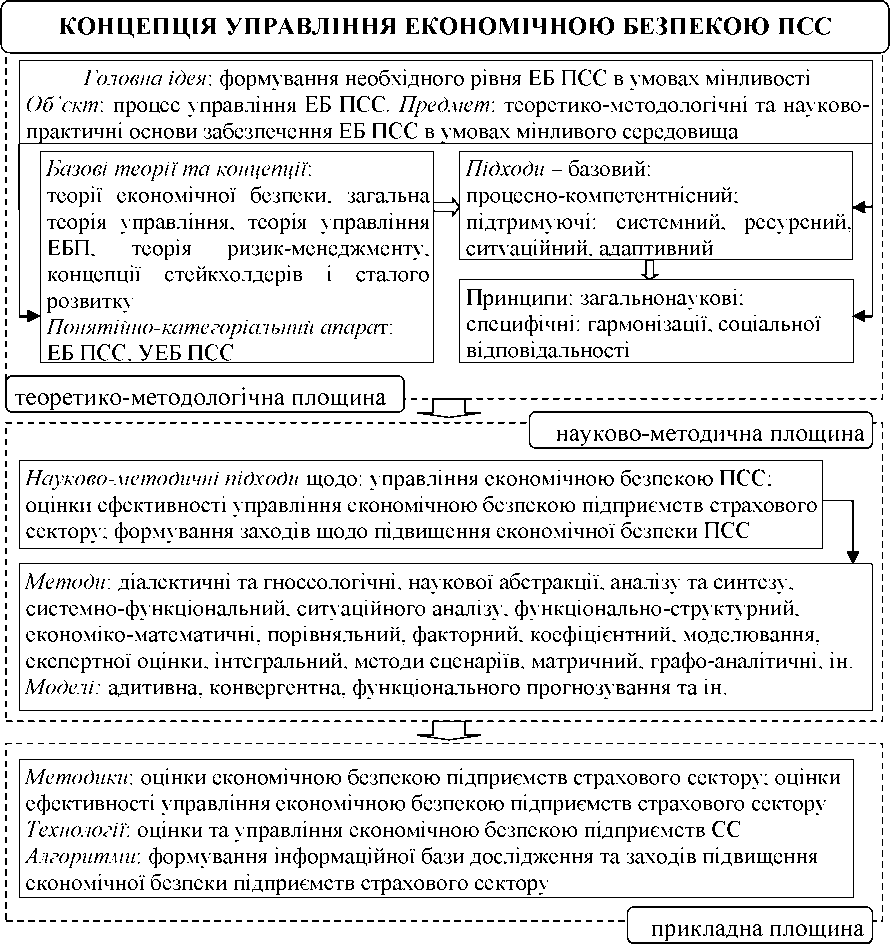 КОНЦЕПЦІЯ УПРАВЛІННЯ ЕКОНОМІЧНОЮ БЕЗПЕКОЮ ПСС
Головна ідея: формування необхідного рівня ЕБ ПСС в умовах мінливості
Об´єкт: процес управління ЕБ ПСС. Предмет: теоретико-методологічні та науково-
практичні основи забезпечення ЕБ ПСС в умовах мінливого середовища
Базові теорії та концепції:
теорії економічної безпеки, загальна
теорія управління, теорія управління
ЕБП, теорія ризик-менеджменту,
концепції стейкхолдерів і сталого
розвитку
Понятійно-категоріальний апарат:
ЕБ ПСС, УЕБ ПСС
Підходи – базовий:
процесно-компетентнісний;
підтримуючі: системний, ресурений,
ситуаційний, адаптивний
Принципи: загальнонаукові;
специфічні: гармонізації, соціальної
відповідальності
теоретико-методологічна площина
науково-методична площина
Науково-методичні підходи щодо: управління економічною безпекою ПСС;
оцінки ефективності управління економічною безпекою підприємств страхового
сектору; формування заходів щодо підвищення економічної безпеки ПСС
Методи: діалектичні та гносеологічні, наукової абстракції, аналізу та синтезу,
системно-функціональний, ситуаційного аналізу, функціонально-структурний,
економіко-математичні, порівняльний, факторний, коефіцієнтний, моделювання,
експертної оцінки, інтегральний, методи сценаріїв, матричний, графо-аналітичні, ін.
Моделі: адитивна, конвергентна, функціонального прогнозування та ін.
Методики: оцінки економічною безпекою підприємств страхового сектору; оцінки
ефективності управління економічною безпекою підприємств страхового сектору
Технології: оцінки та управління економічною безпекою підприємств СС
Алгоритми: формування інформаційної бази дослідження та заходів підвищення
економічної безпеки підприємств страхового сектору
прикладна площина